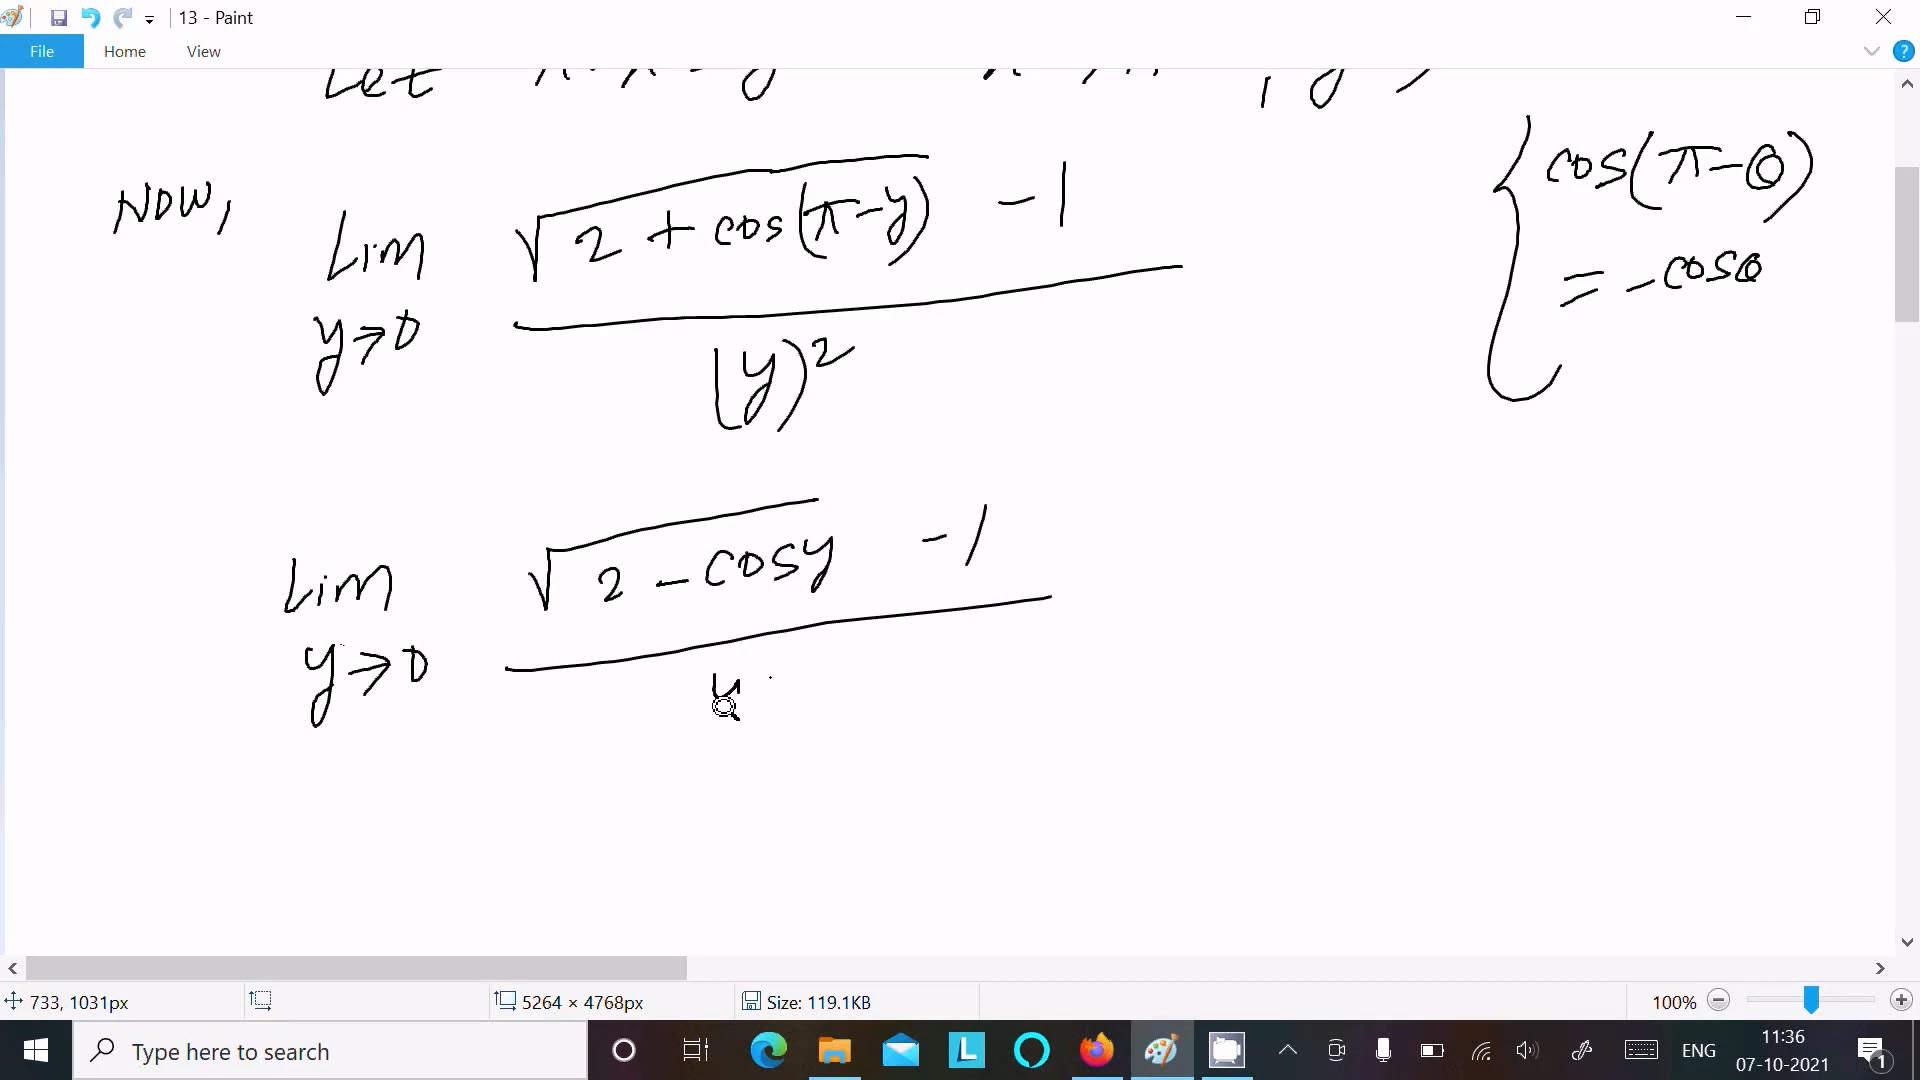 13 - Paint
File Home View
Let
NOW,
Lim y→0 √(2 + cos(π-y)) -1
(y)²
cos(π-θ)
= -cosθ
Lim y→0 √(2 - cosy) -1
y
733, 1031px
5264 × 4768px
Size: 119.1KB
100%
Type here to search
L
ENG
11:36
07-10-2021
1